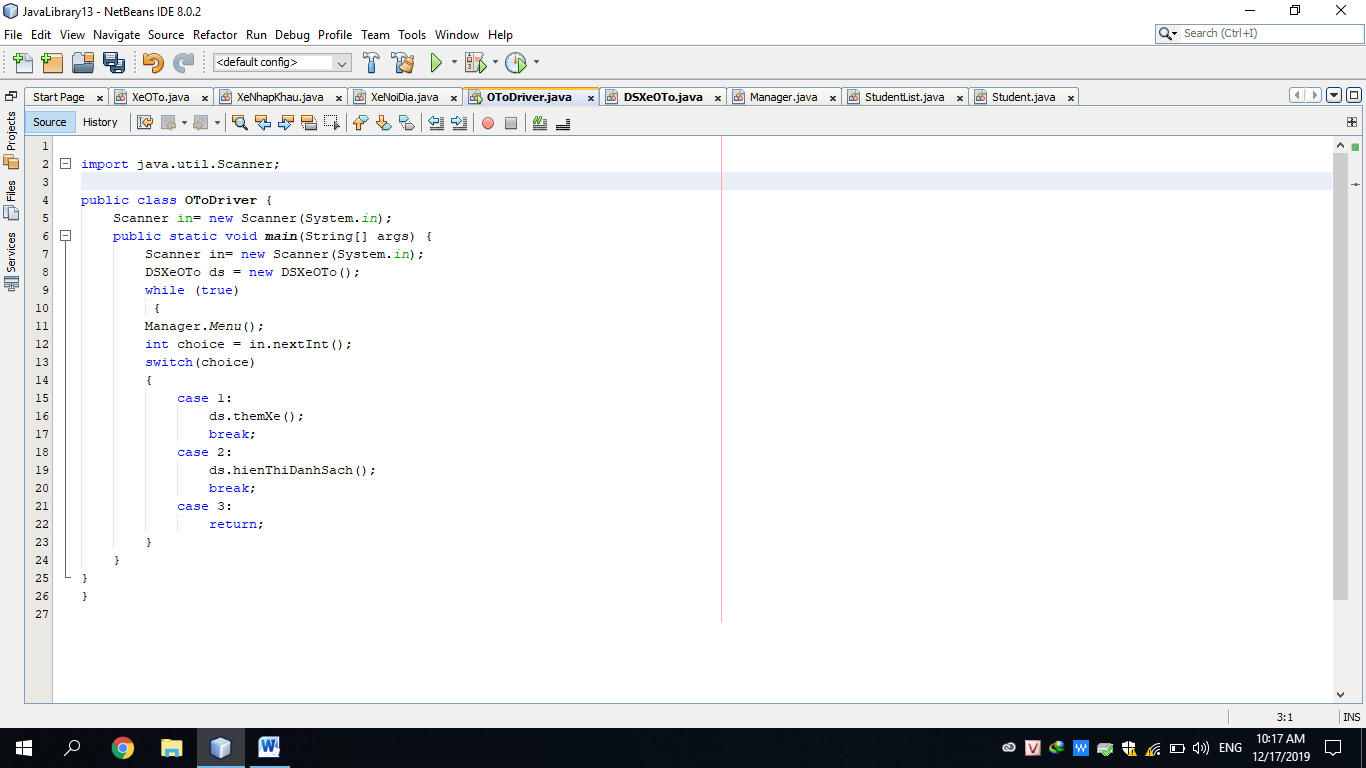 JavaLibrary13 - NetBeans IDE 8.0.2
File Edit View Navigate Source Refactor Run Debug Profile Team Tools Window Help
Search (Ctrl+I)
<default config>
Start Page XeOTo.java XeNhapKhau.java XeNoiDia.java OToDriver.java DSXeOTo.java Manager.java StudentList.java Student.java
Source History
Projects
Files
Services
1
2 import java.util.Scanner;
3
4 public class OToDriver {
5 Scanner in= new Scanner(System.in);
6 public static void main(String[] args) {
7 Scanner in= new Scanner(System.in);
8 DSXeOTo ds = new DSXeOTo();
9 while (true)
10 {
11 Manager.Menu();
12 int choice = in.nextInt();
13 switch(choice)
14 {
15 case 1:
16 ds.themXe();
17 break;
18 case 2:
19 ds.hienThiDanhSach();
20 break;
21 case 3:
22 return;
23 }
24 }
25 }
26 }
27
3:1 INS
ENG
10:17 AM
12/17/2019